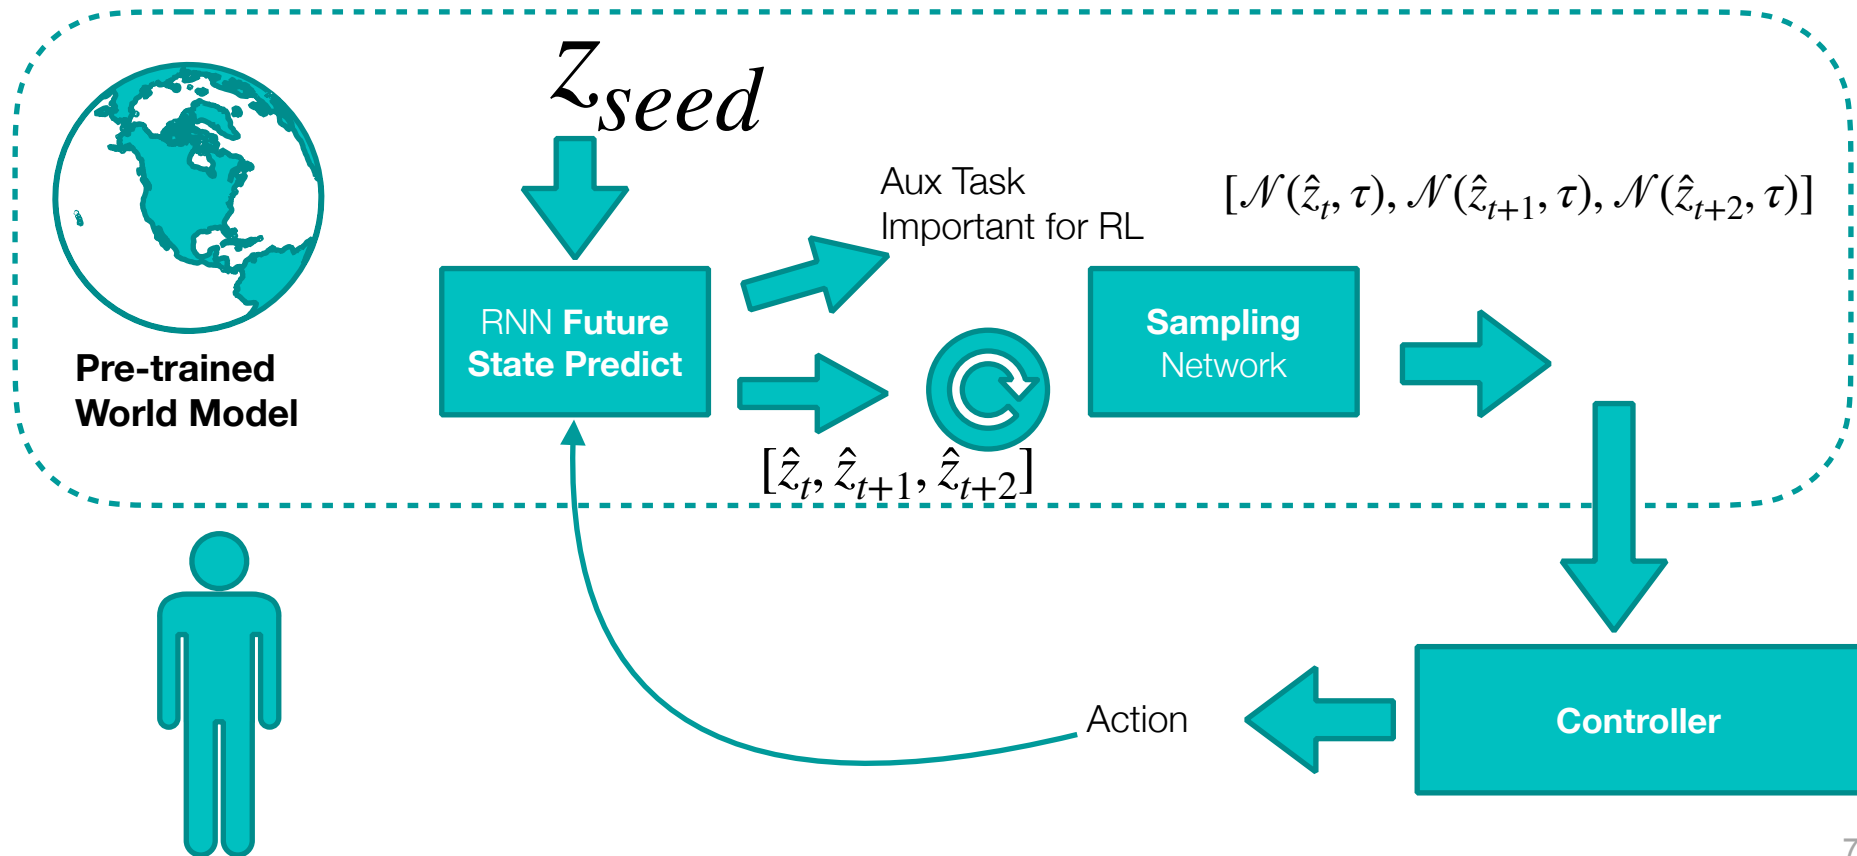 z_seed
Aux Task
Important for RL
[𝒩(ẑ_t, τ), 𝒩(ẑ_{t+1}, τ), 𝒩(ẑ_{t+2}, τ)]
RNN Future
State Predict
Sampling
Network
Pre-trained
World Model
[ẑ_t, ẑ_{t+1}, ẑ_{t+2}]
Action
Controller
7